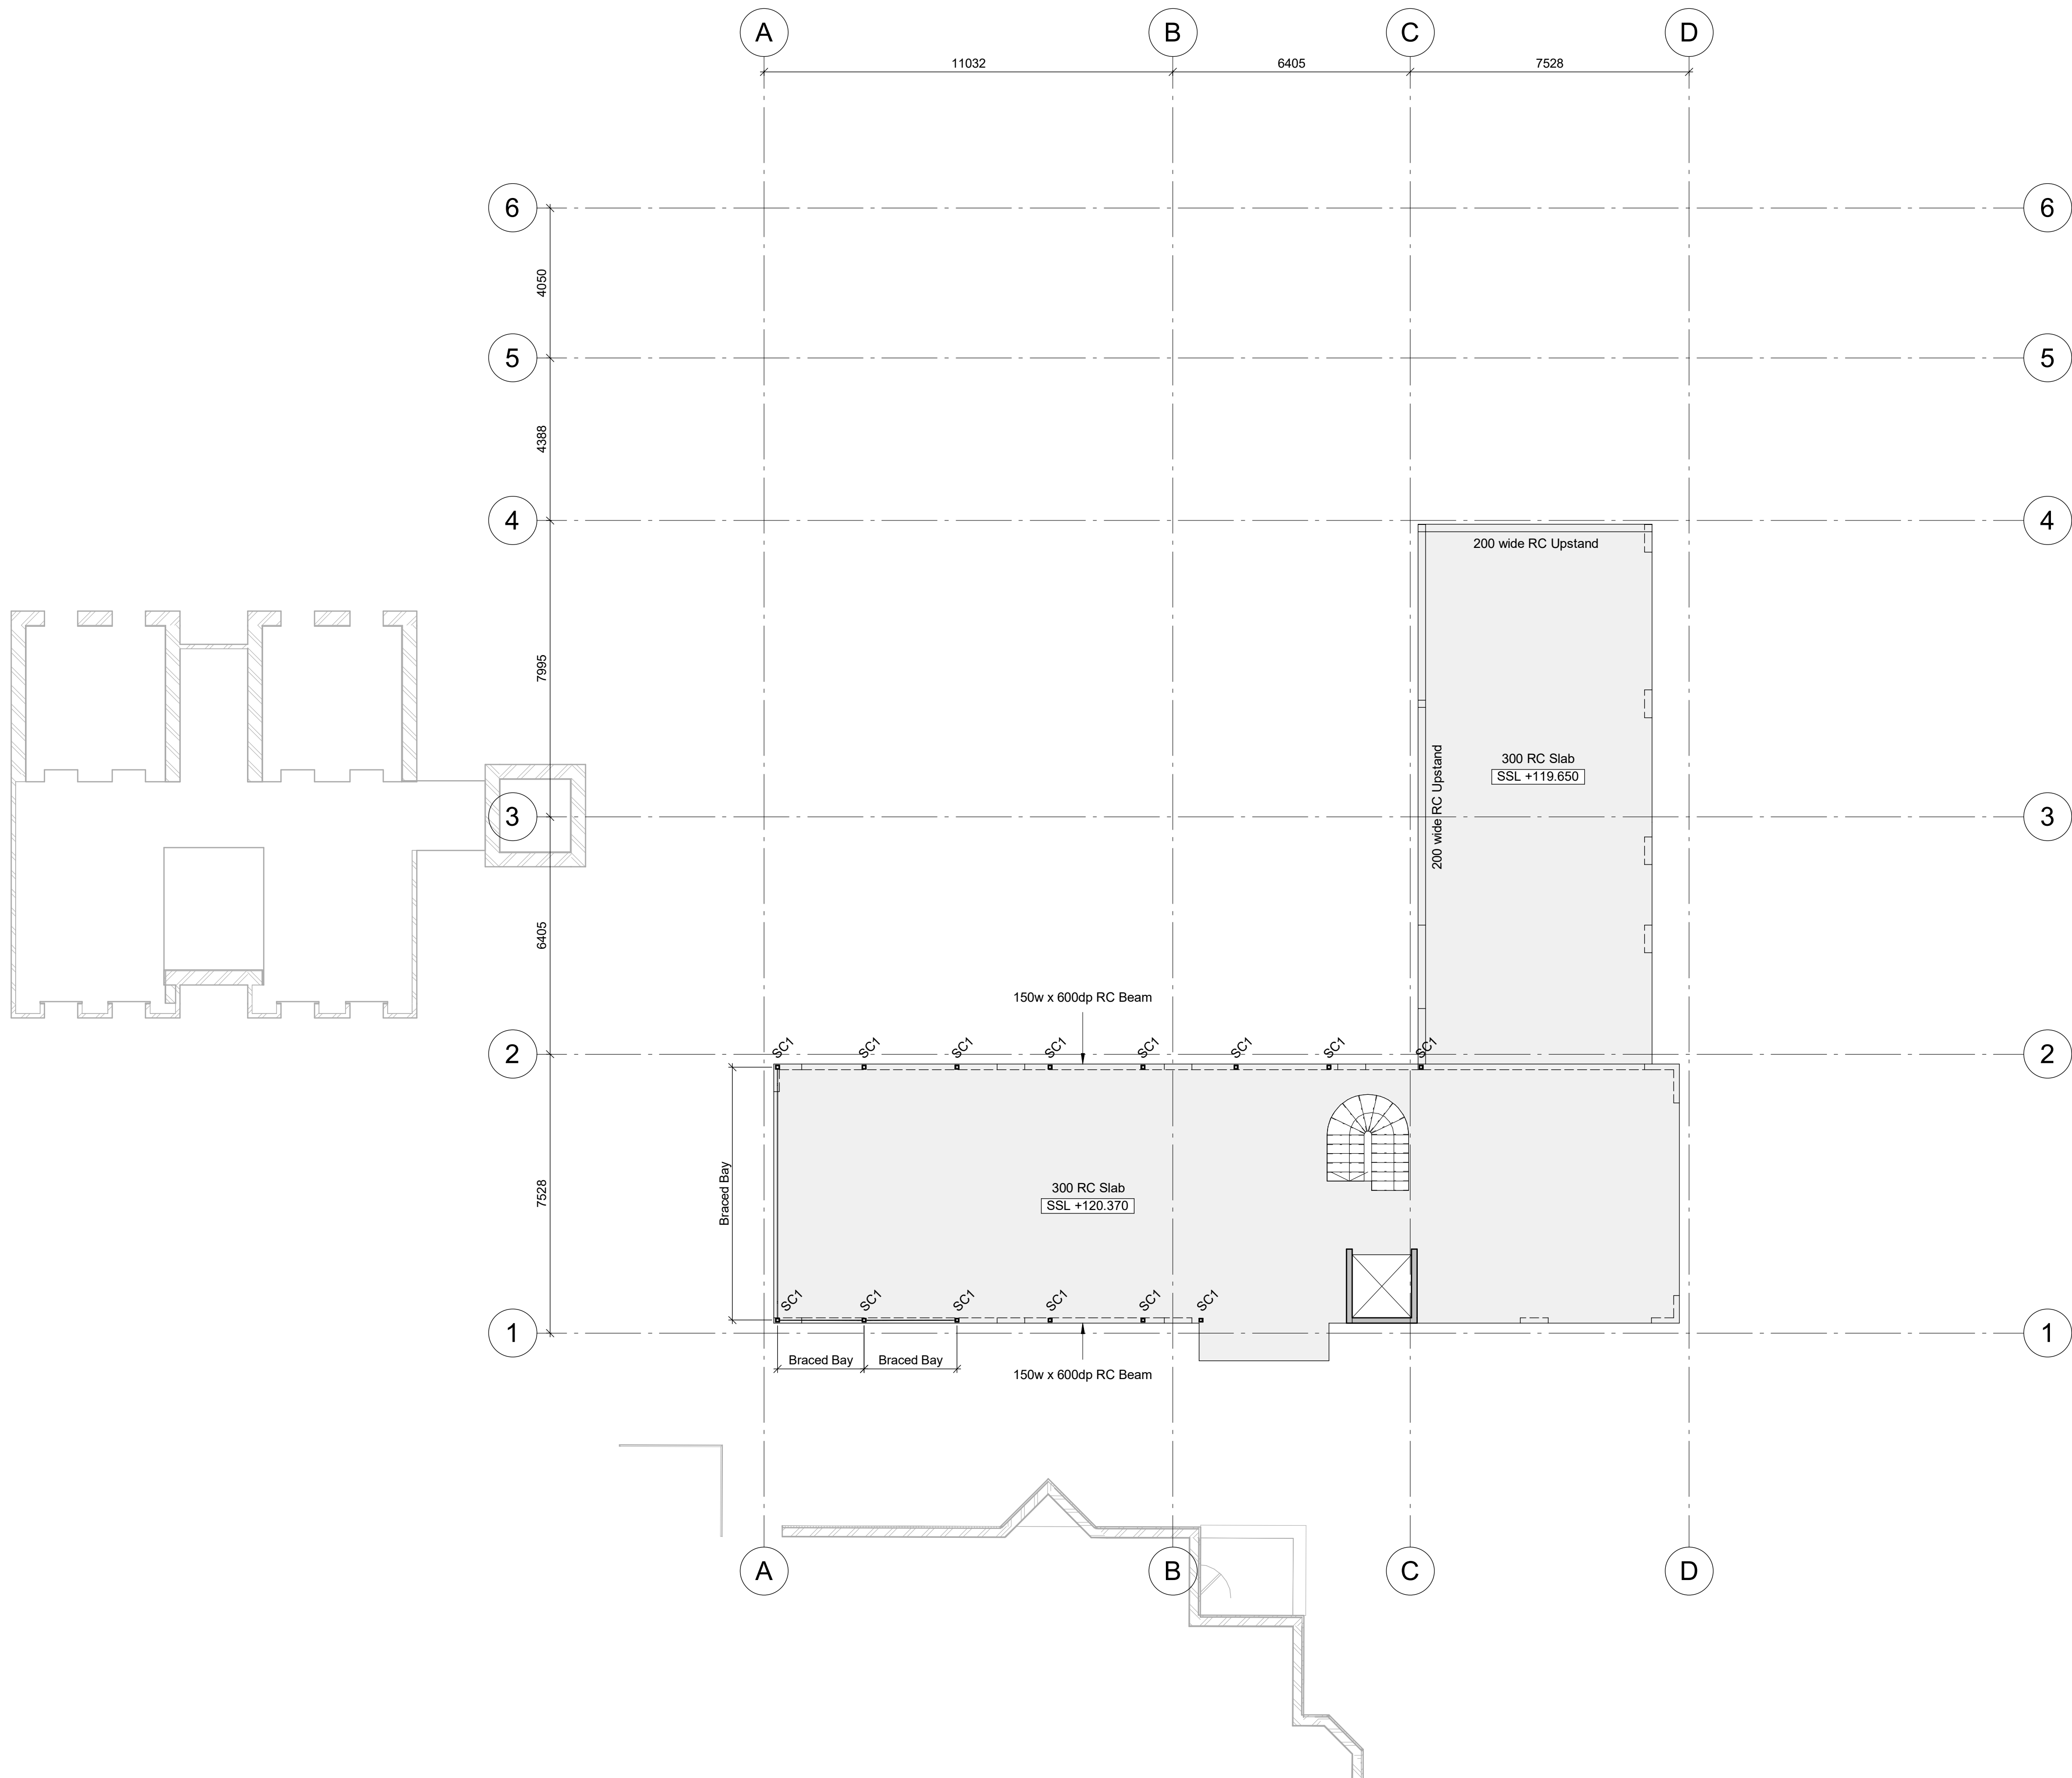 A
B
C
D
11032
6405
7528
6
6
4050
5
5
4388
4
4
200 wide RC Upstand
7995
300 RC Slab
SSL +119.650
200 wide RC Upstand
3
3
6405
150w x 600dp RC Beam
2
SC1
SC1
SC1
SC1
SC1
SC1
SC1
SC1
2
Braced Bay
7528
300 RC Slab
SSL +120.370
SC1
SC1
SC1
SC1
SC1
SC1
1
1
Braced Bay
Braced Bay
150w x 600dp RC Beam
A
B
C
D